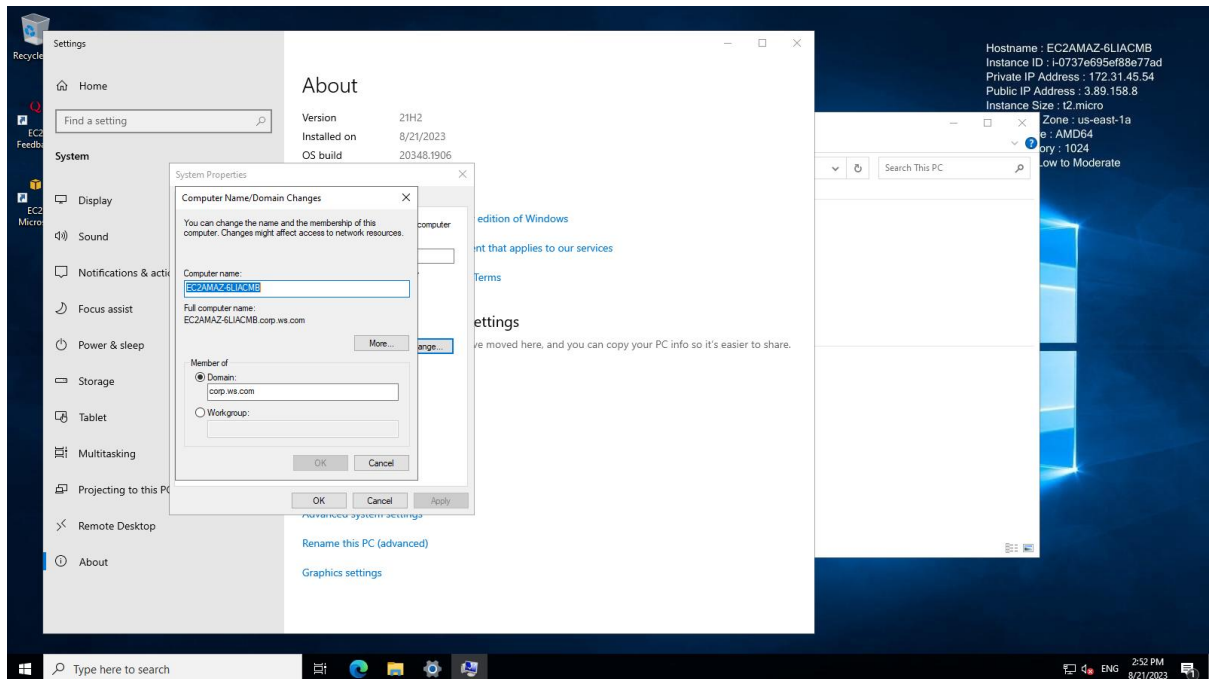 Recycle
EC2
Feedba
EC2
Micro
Settings
Home
Find a setting
System
Display
Sound
Notifications & actio
Focus assist
Power & sleep
Storage
Tablet
Multitasking
Projecting to this PC
Remote Desktop
About
About
Version 21H2
Installed on 8/21/2023
OS build 20348.1906
edition of Windows
ent that applies to our services
Terms
ettings
ve moved here, and you can copy your PC info so it's easier to share.
Advanced system settings
Rename this PC (advanced)
Graphics settings
System Properties
computer
ange...
OK Cancel Apply
Computer Name/Domain Changes
You can change the name and the membership of this
computer. Changes might affect access to network resources.
Computer name:
EC2AMAZ-6LIACMB
Full computer name:
EC2AMAZ-6LIACMB.corp.ws.com
More...
Member of
Domain:
corp.ws.com
Workgroup:
OK Cancel
Search This PC
Hostname : EC2AMAZ-6LIACMB
Instance ID : i-0737e695ef88e77ad
Private IP Address : 172.31.45.54
Public IP Address : 3.89.158.8
Instance Size : t2.micro
Zone : us-east-1a
e : AMD64
ory : 1024
Low to Moderate
Type here to search
ENG
2:52 PM
8/21/2023